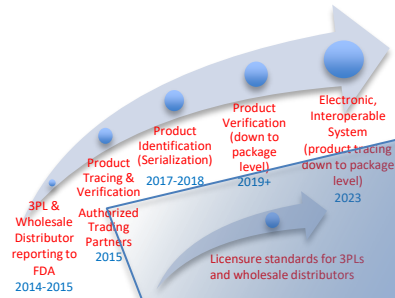 3PL &
Wholesale
Distributor
reporting to
FDA
2014-2015
Product
Tracing &
Verification
Authorized
Trading
Partners
2015
Product
Identification
(Serialization)
2017-2018
Product
Verification
(down to
package
level)
2019+
Electronic,
Interoperable
System
(product tracing
down to package
level)
2023
Licensure standards for 3PLs
and wholesale distributors